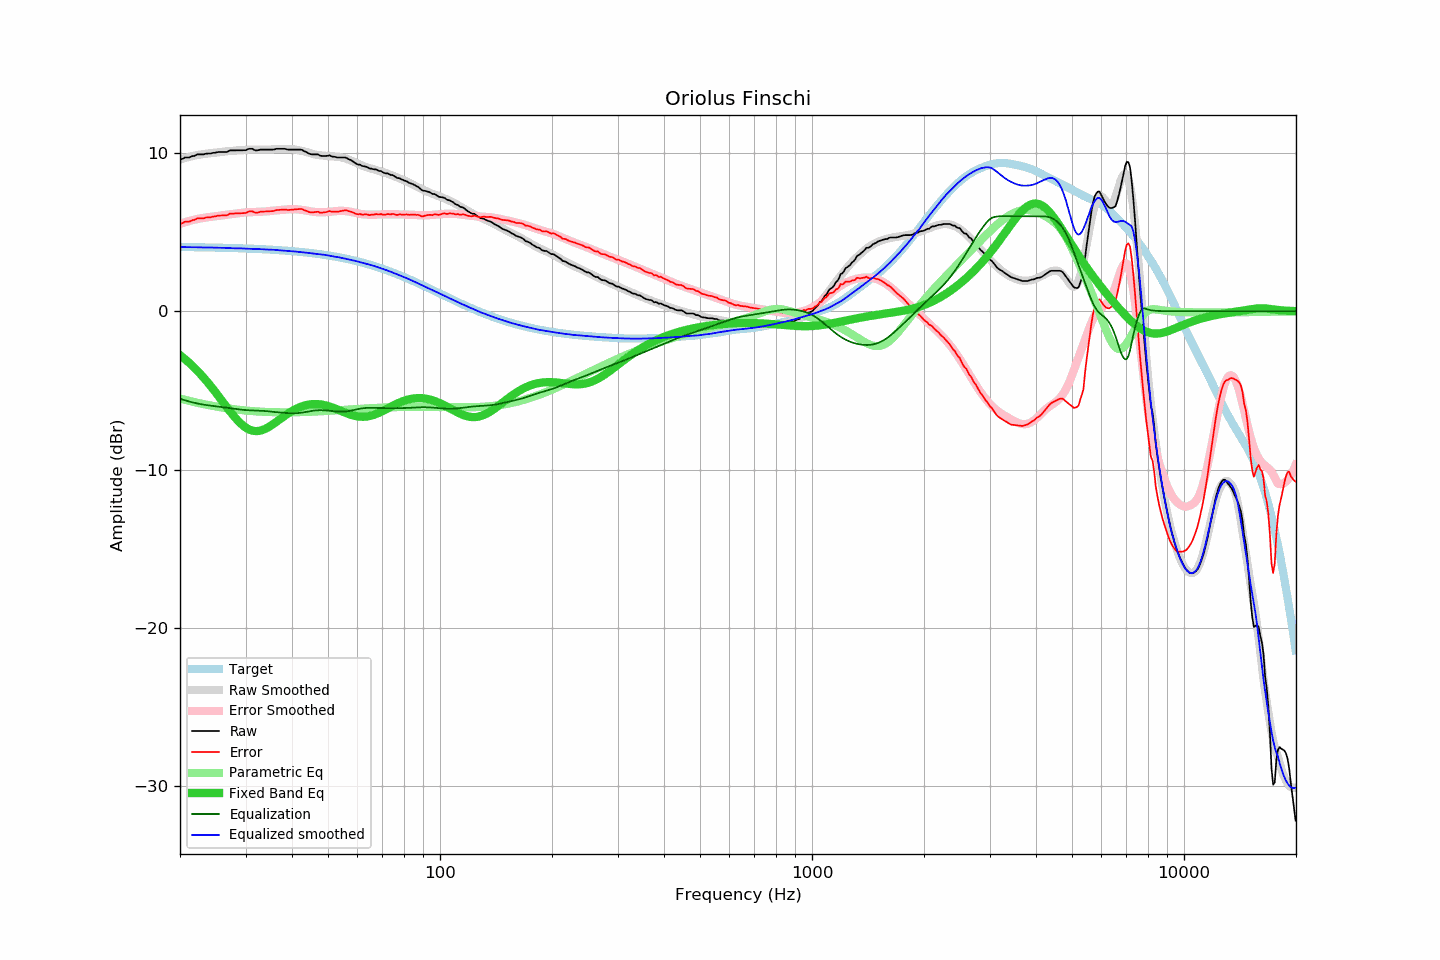 Oriolus Finschi
10
0
−10
−20
−30
Amplitude (dBr)
Target
Raw Smoothed
Error Smoothed
Raw
Error
Parametric Eq
Fixed Band Eq
Equalization
Equalized smoothed
100
1000
10000
Frequency (Hz)